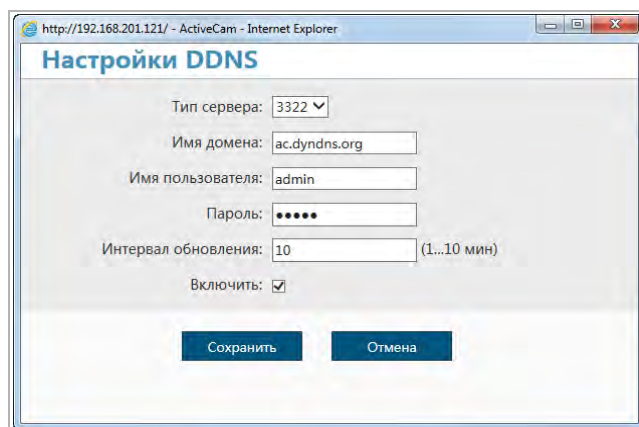 http://192.168.201.121/ - ActiveCam - Internet Explorer
Настройки DDNS
Тип сервера: 3322
Имя домена: ac.dyndns.org
Имя пользователя: admin
Пароль: •••••
Интервал обновления: 10 (1...10 мин)
Включить:
Сохранить Отмена